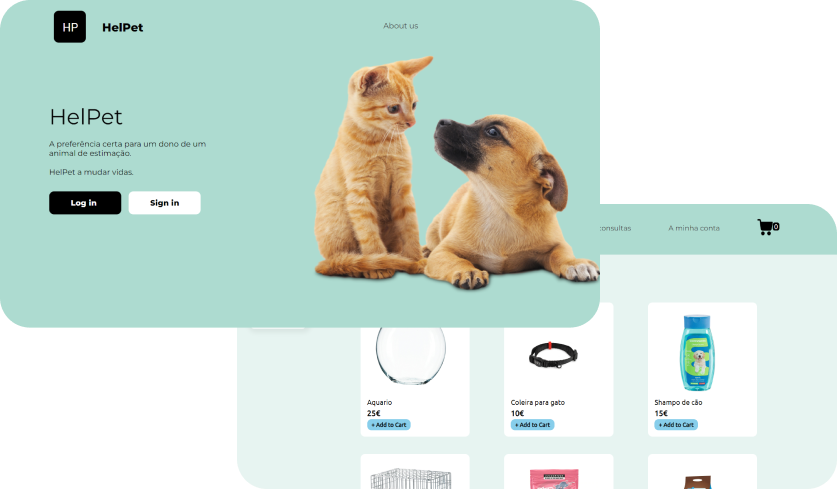 HP HelPet
About us
HelPet
A preferência certa para um dono de um
animal de estimação.
HelPet a mudar vidas.
Log in
Sign in
consultas
A minha conta
0
Aquario
25€
+ Add to Cart
Coleira para gato
10€
+ Add to Cart
Shampo de cão
15€
+ Add to Cart